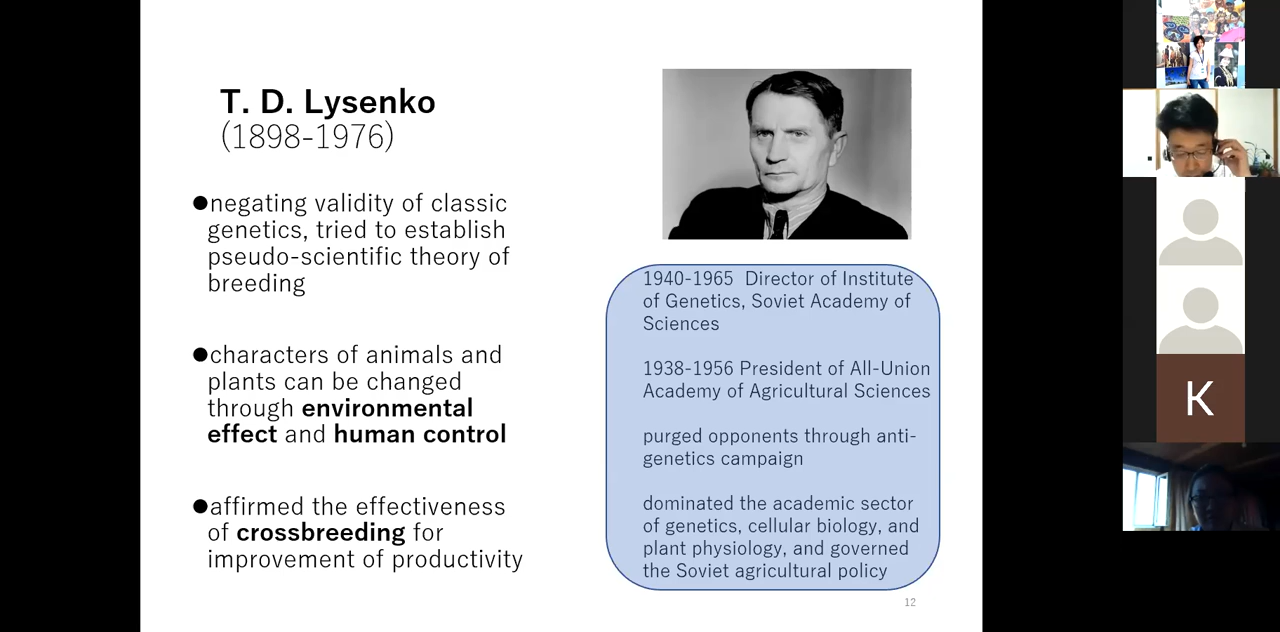 T. D. Lysenko
(1898-1976)
●negating validity of classic
genetics, tried to establish
pseudo-scientific theory of
breeding
●characters of animals and
plants can be changed
through environmental
effect and human control
●affirmed the effectiveness
of crossbreeding for
improvement of productivity
1940-1965  Director of Institute
of Genetics, Soviet Academy of
Sciences
1938-1956 President of All-Union
Academy of Agricultural Sciences
purged opponents through anti-
genetics campaign
dominated the academic sector
of genetics, cellular biology, and
plant physiology, and governed
the Soviet agricultural policy
12
K